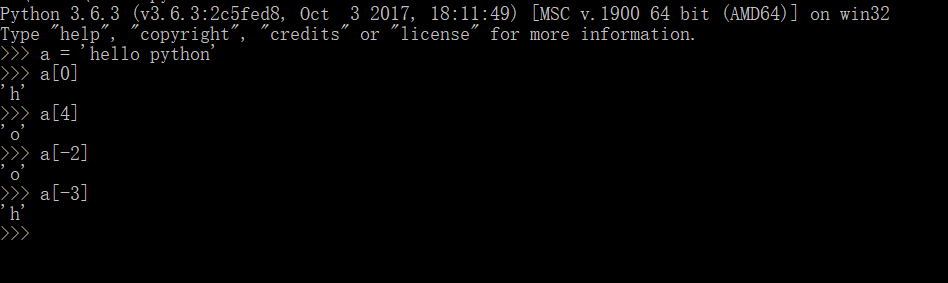 Python 3.6.3 (v3.6.3:2c5fed8, Oct  3 2017, 18:11:49) [MSC v.1900 64 bit (AMD64)] on win32
Type "help", "copyright", "credits" or "license" for more information.
>>> a = 'hello python'
>>> a[0]
'h'
>>> a[4]
'o'
>>> a[-2]
'o'
>>> a[-3]
'h'
>>>